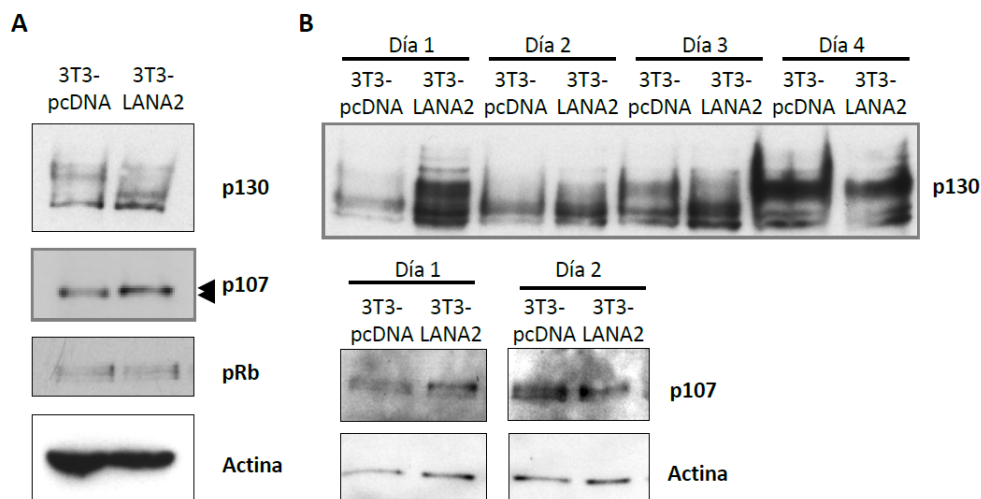 A
3T3-
pcDNA
3T3-
LANA2
p130
p107
pRb
Actina
B
Día 1
Día 2
Día 3
Día 4
3T3-
pcDNA
3T3-
LANA2
3T3-
pcDNA
3T3-
LANA2
3T3-
pcDNA
3T3-
LANA2
3T3-
pcDNA
3T3-
LANA2
p130
Día 1
Día 2
3T3-
pcDNA
3T3-
LANA2
3T3-
pcDNA
3T3-
LANA2
p107
Actina